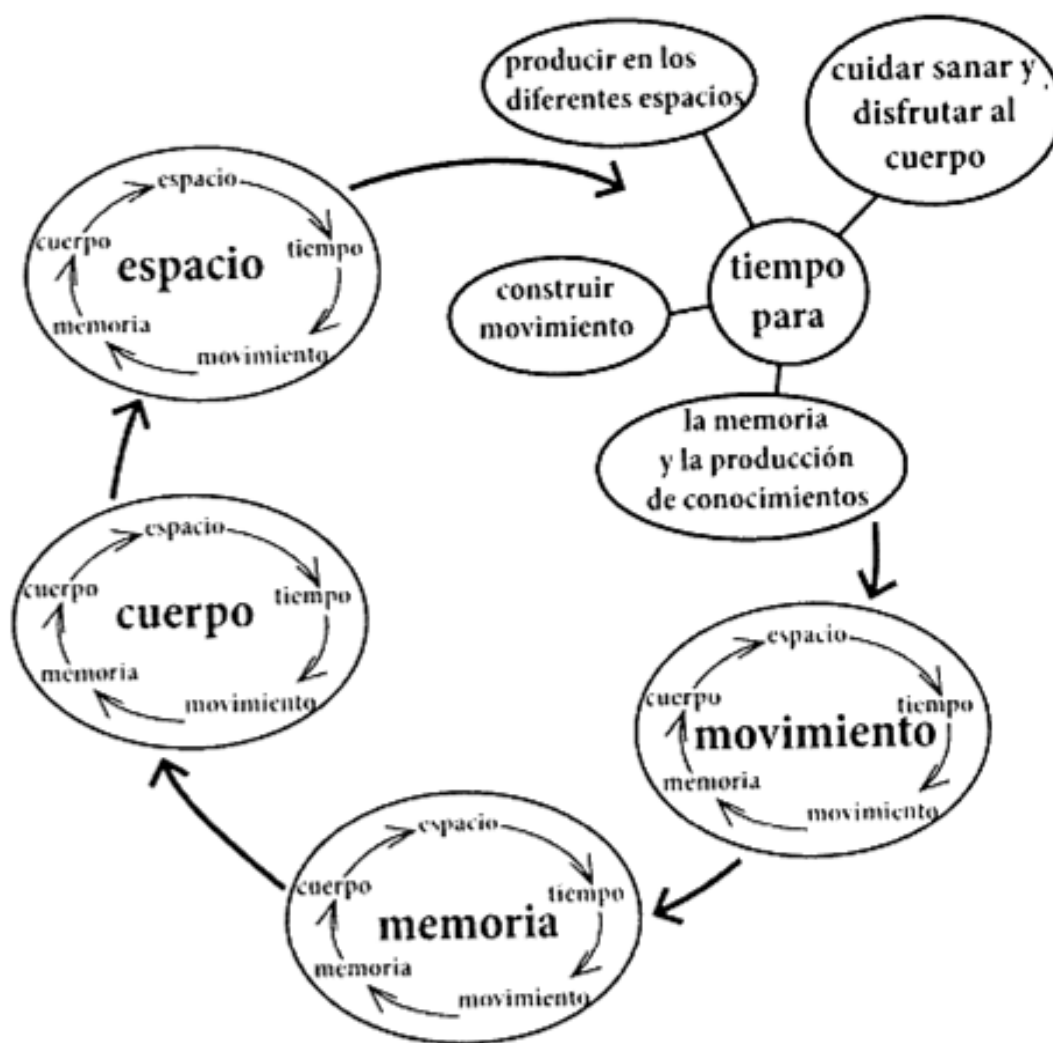 producir en los
diferentes espacios
cuidar sanar y
disfrutar al
cuerpo
tiempo
para
construir
movimiento
la memoria
y la producción
de conocimientos
espacio
tiempo
movimiento
memoria
cuerpo
espacio
espacio
tiempo
movimiento
memoria
cuerpo
movimiento
espacio
tiempo
movimiento
memoria
cuerpo
memoria
espacio
tiempo
movimiento
memoria
cuerpo
cuerpo